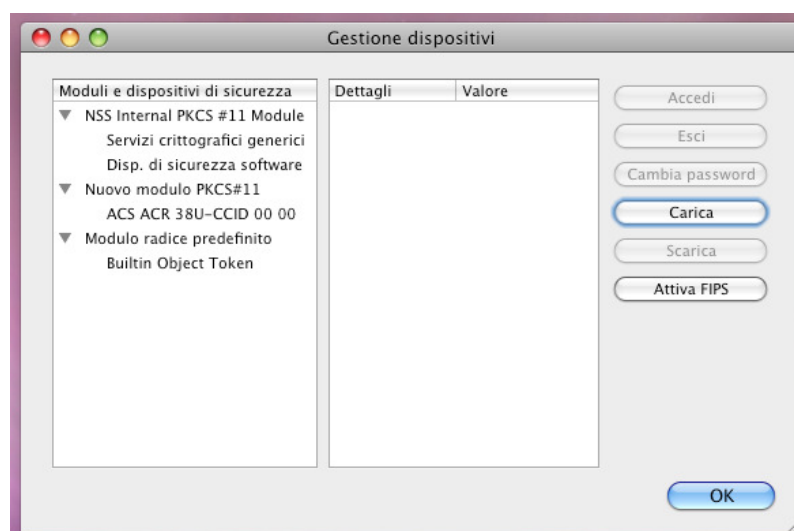 Gestione dispositivi
Moduli e dispositivi di sicurezza
NSS Internal PKCS #11 Module
Servizi crittografici generici
Disp. di sicurezza software
Nuovo modulo PKCS#11
ACS ACR 38U-CCID 00 00
Modulo radice predefinito
Builtin Object Token
Dettagli Valore
Accedi
Esci
Cambia password
Carica
Scarica
Attiva FIPS
OK